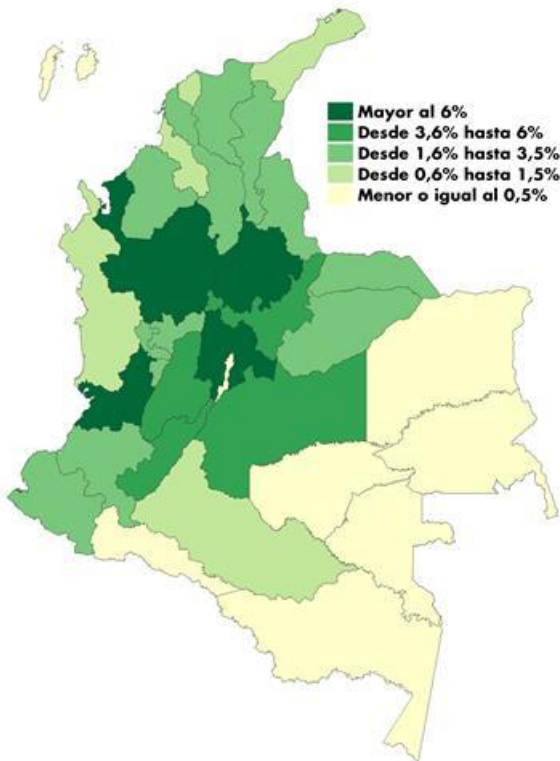 Mayor al 6%
Desde 3,6% hasta 6%
Desde 1,6% hasta 3,5%
Desde 0,6% hasta 1,5%
Menor o igual al 0,5%